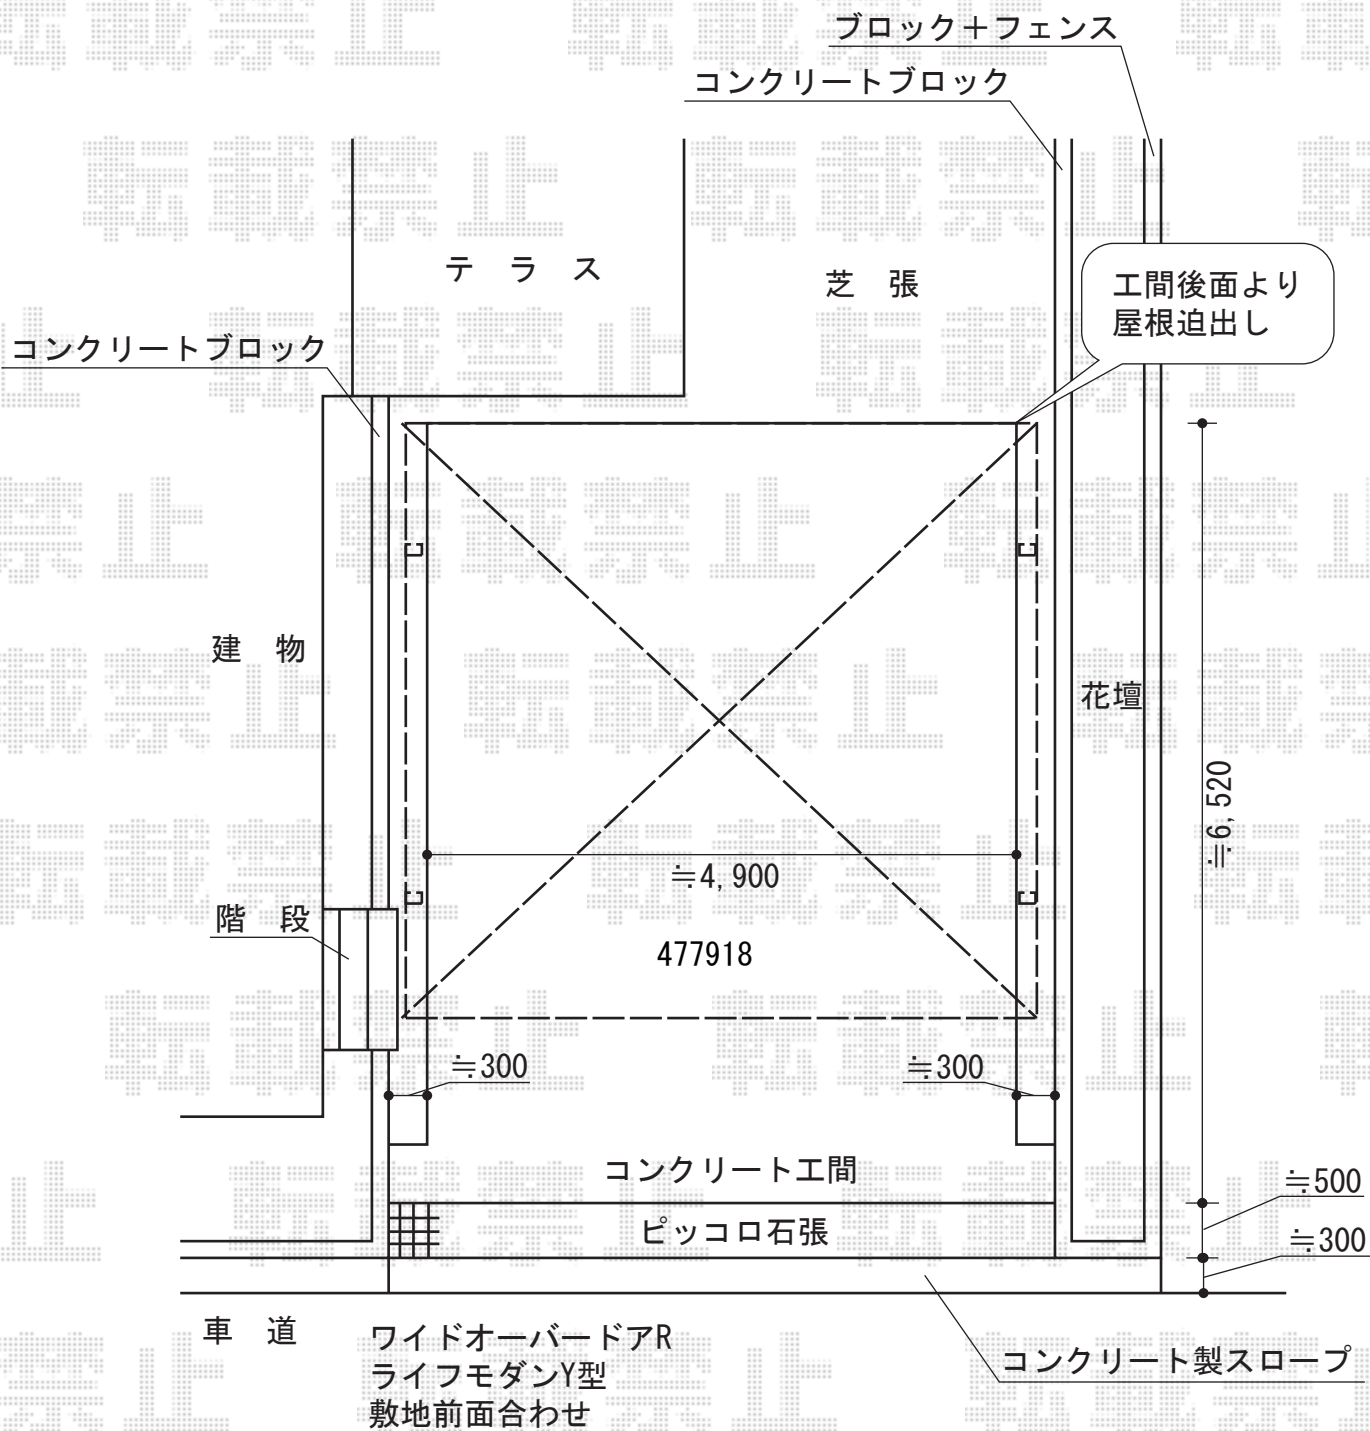 ブロック＋フェンス
コンクリートブロック
テラス
芝張
工間後面より
屋根迫出し
コンクリートブロック
建物
花壇
≒6,520
≒4,900
階段
477918
≒300
≒300
コンクリート工間
≒500
ピッコロ石張
≒300
車道
ワイドオーバードアR
ライフモダンY型
敷地前面合わせ
コンクリート製スロープ
転載禁止